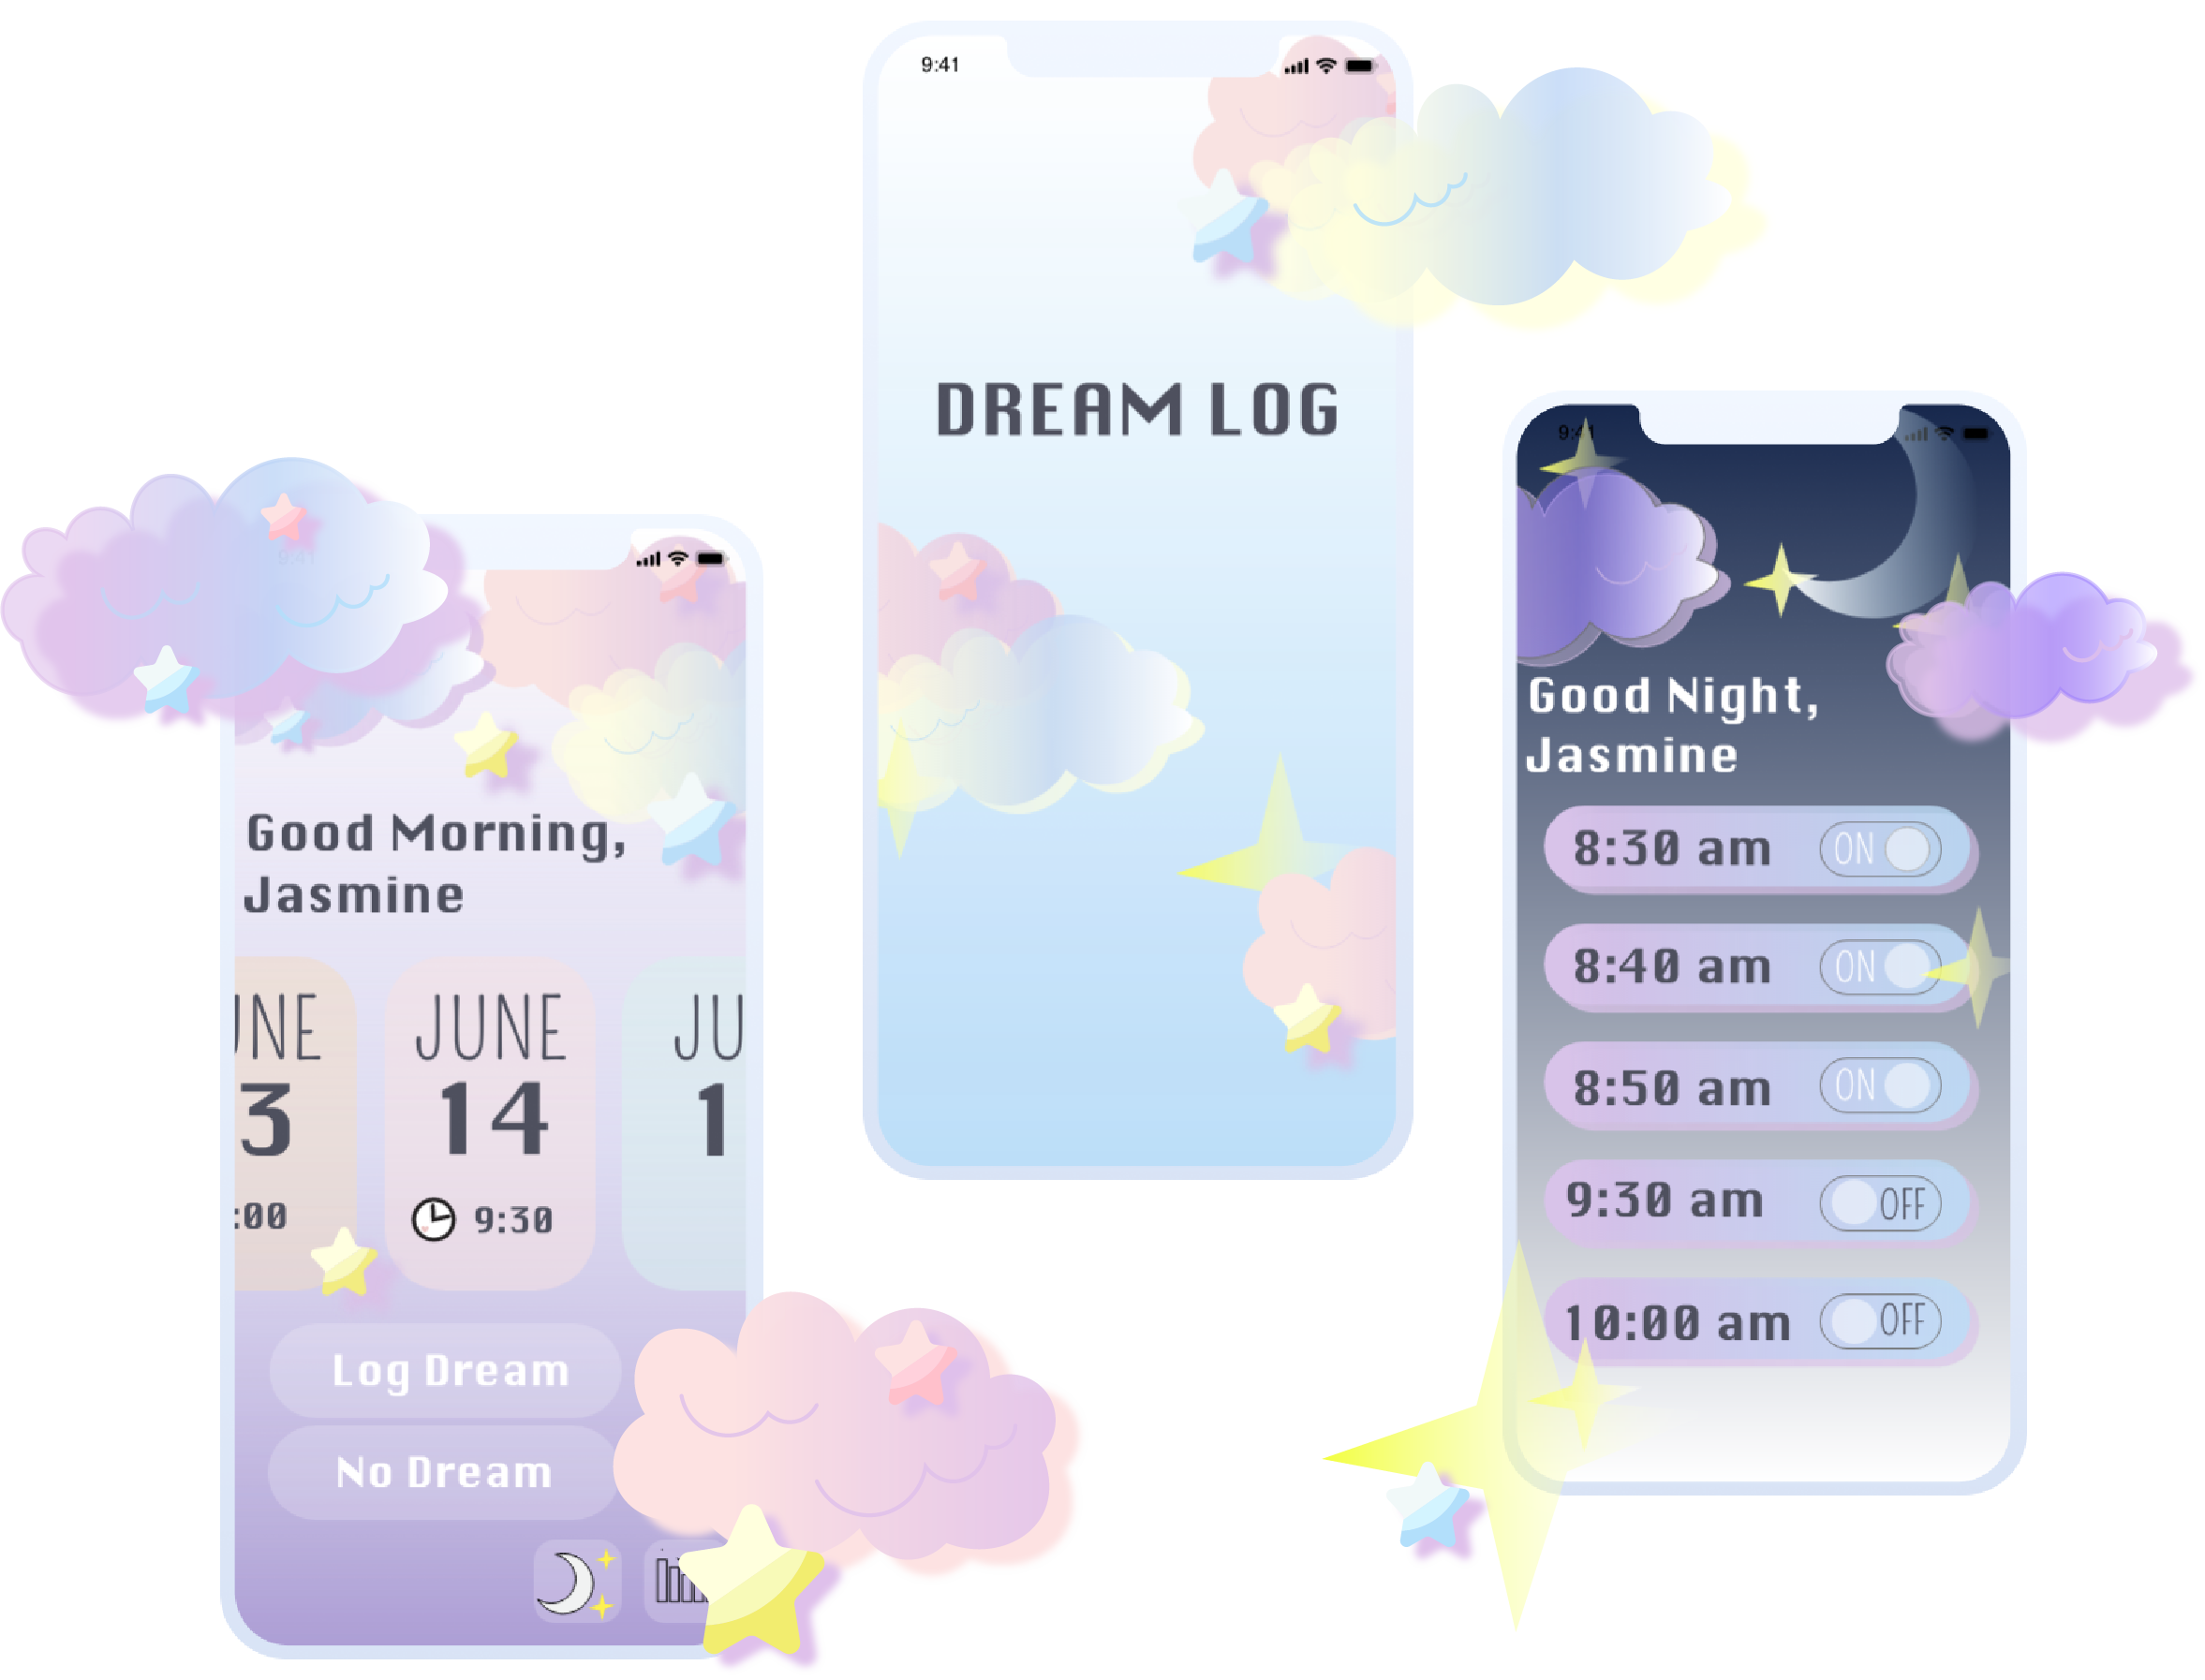 9:41
DREAM LOG
9:41
Good Morning,
Jasmine
JUNE
14
9:30
UNE
3
:00
JU
1
Log Dream
No Dream
9:41
Good Night,
Jasmine
8:30 am ON
8:40 am ON
8:50 am ON
9:30 am OFF
10:00 am OFF